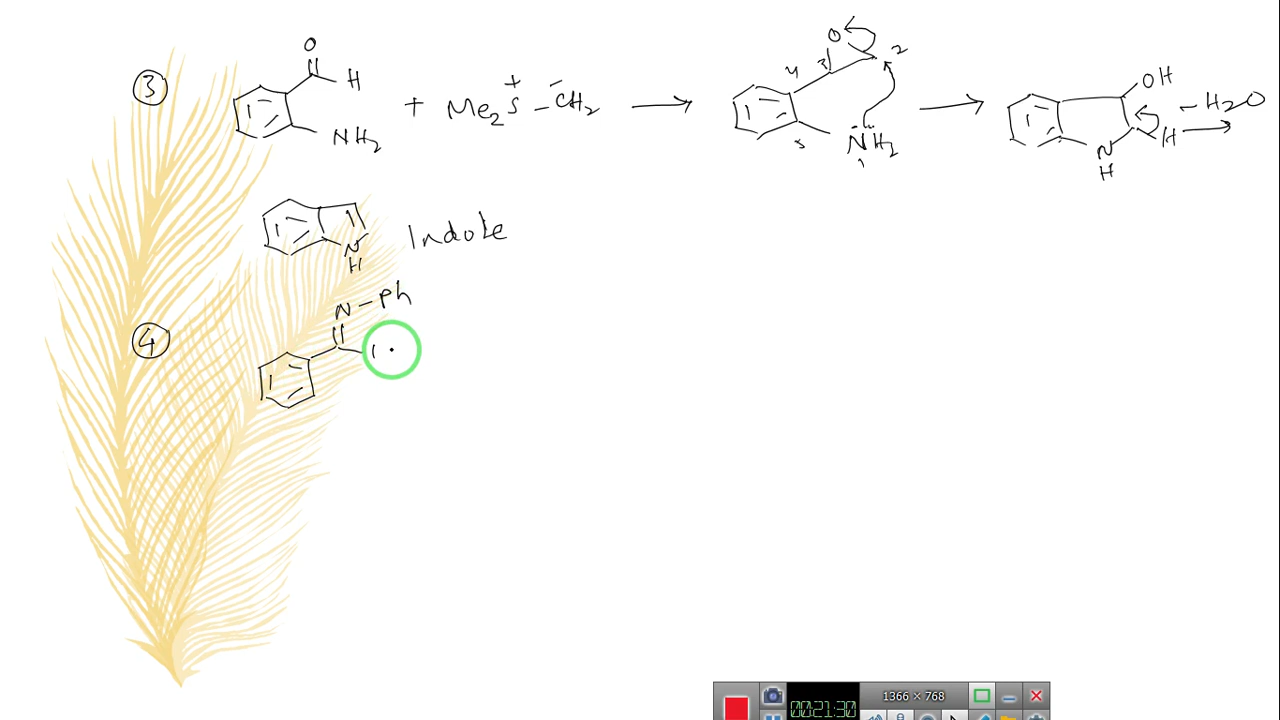 ③ O H NH2 + Me2S+ – -CH2 → O 2 3 4 5 NH2 1 → OH H N H –H2O →
N H Indole
④ N – Ph
1366 × 768
00:21:30